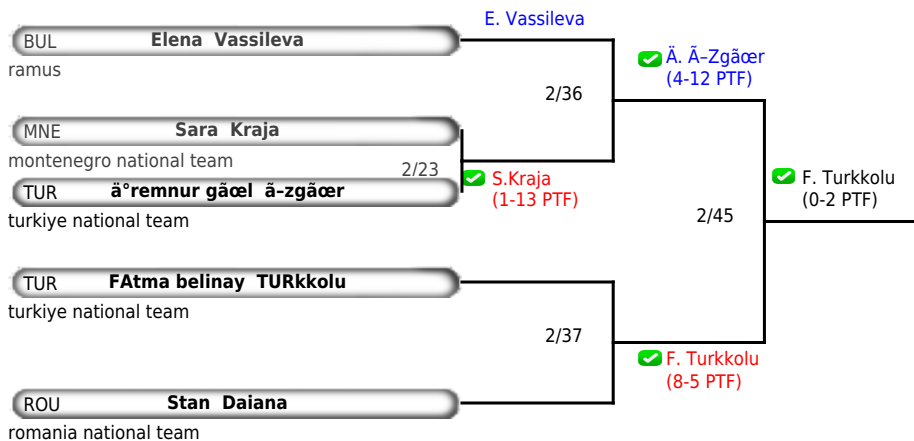 E. Vassileva
BUL Elena Vassileva
ramus
Ä. Ã–Zgãœer
(4-12 PTF)
2/36
MNE Sara Kraja
montenegro national team
2/23
S.Kraja
(1-13 PTF)
TUR ä°remnur gãœl ã–zgãœer
turkiye national team
F. Turkkolu
(0-2 PTF)
2/45
TUR FAtma belinay TURkkolu
turkiye national team
2/37
F. Turkkolu
(8-5 PTF)
ROU Stan Daiana
romania national team